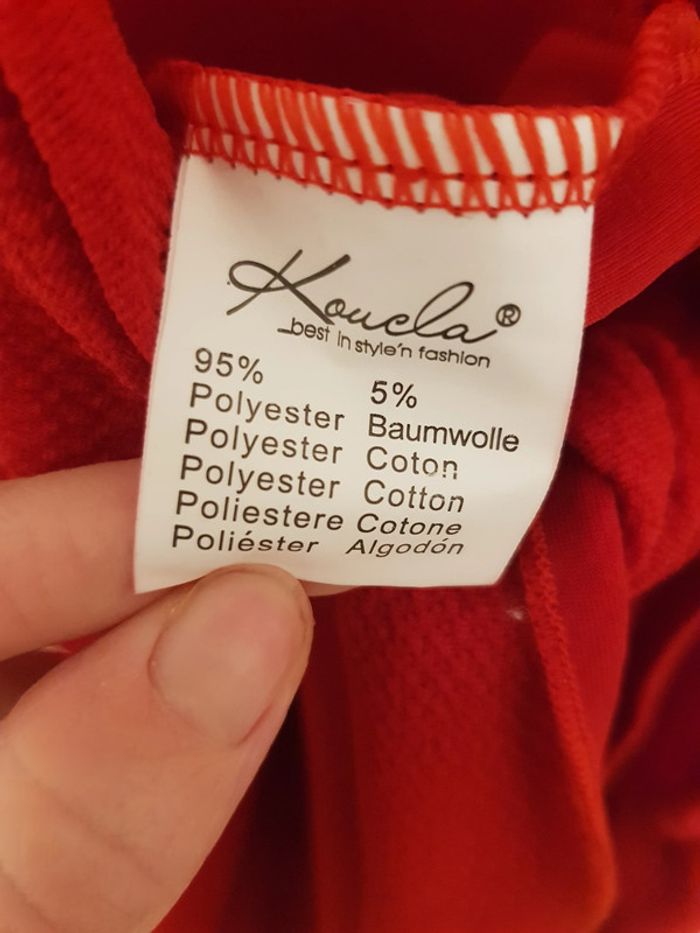 Koucla®
best in style'n fashion
95% 5%
Polyester Baumwolle
Polyester Coton
Polyester Cotton
Poliestere Cotone
Poliéster Algodón